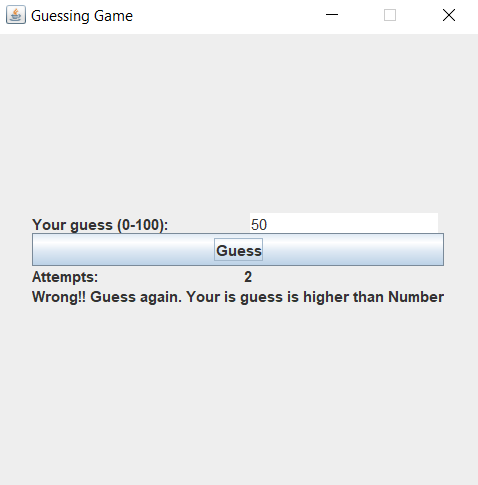 Guessing Game
Your guess (0-100): 50
Guess
Attempts: 2
Wrong!! Guess again. Your is guess is higher than Number